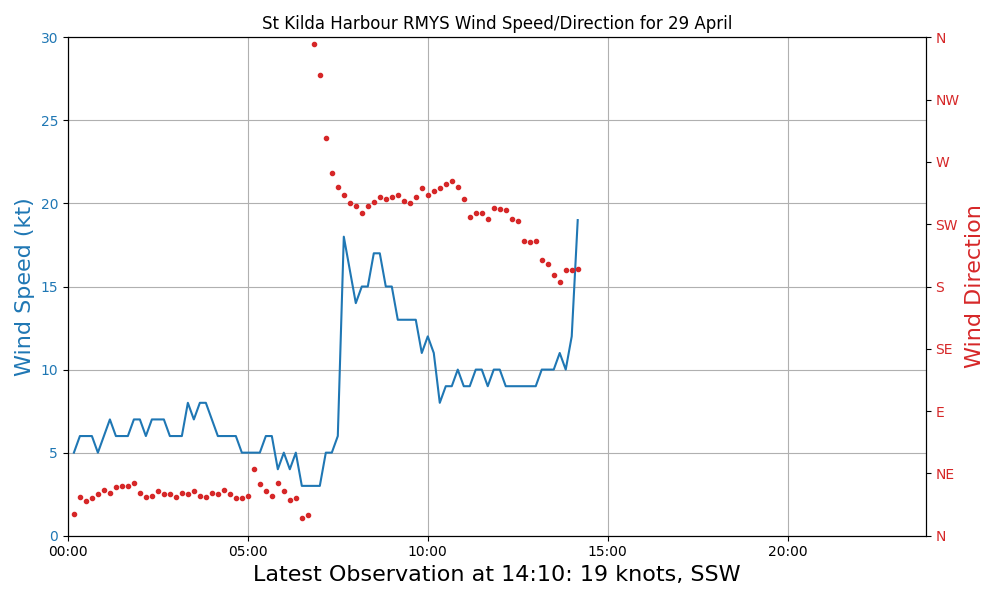 St Kilda Harbour RMYS Wind Speed/Direction for 29 April
30
25
20
15
10
5
0
Wind Speed (kt)
N
NW
W
SW
S
SE
E
NE
N
Wind Direction
00:00
05:00
10:00
15:00
20:00
Latest Observation at 14:10: 19 knots, SSW